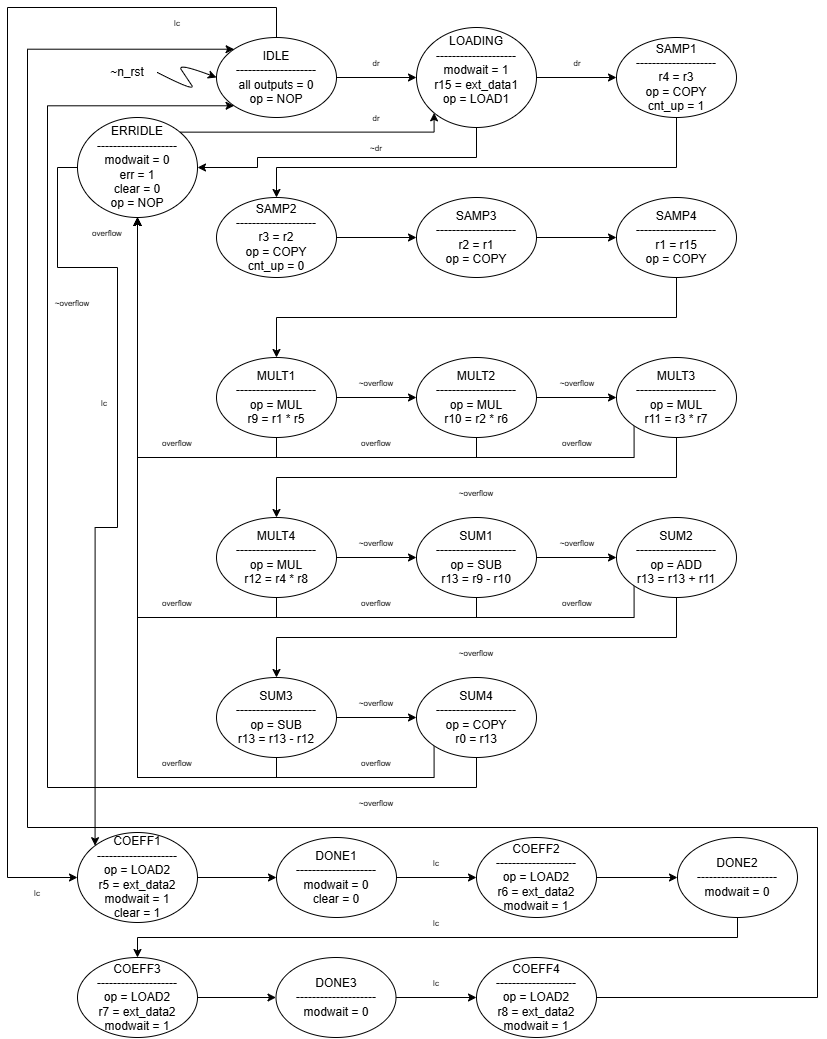 lc
IDLE
--------------------
all outputs = 0
op = NOP
~n_rst
dr
LOADING
--------------------
modwait = 1
r15 = ext_data1
op = LOAD1
dr
SAMP1
--------------------
r4 = r3
op = COPY
cnt_up = 1
ERRIDLE
--------------------
modwait = 0
err = 1
clear = 0
op = NOP
dr
~dr
overflow
SAMP2
--------------------
r3 = r2
op = COPY
cnt_up = 0
SAMP3
--------------------
r2 = r1
op = COPY
SAMP4
--------------------
r1 = r15
op = COPY
~overflow
lc
MULT1
--------------------
op = MUL
r9 = r1 * r5
~overflow
MULT2
--------------------
op = MUL
r10 = r2 * r6
~overflow
MULT3
--------------------
op = MUL
r11 = r3 * r7
overflow
overflow
overflow
~overflow
MULT4
--------------------
op = MUL
r12 = r4 * r8
~overflow
SUM1
--------------------
op = SUB
r13 = r9 - r10
~overflow
SUM2
--------------------
op = ADD
r13 = r13 + r11
overflow
overflow
overflow
~overflow
SUM3
--------------------
op = SUB
r13 = r13 - r12
~overflow
SUM4
--------------------
op = COPY
r0 = r13
overflow
overflow
~overflow
lc
COEFF1
--------------------
op = LOAD2
r5 = ext_data2
modwait = 1
clear = 1
DONE1
--------------------
modwait = 0
clear = 0
lc
COEFF2
--------------------
op = LOAD2
r6 = ext_data2
modwait = 1
DONE2
--------------------
modwait = 0
lc
COEFF3
--------------------
op = LOAD2
r7 = ext_data2
modwait = 1
DONE3
--------------------
modwait = 0
lc
COEFF4
--------------------
op = LOAD2
r8 = ext_data2
modwait = 1